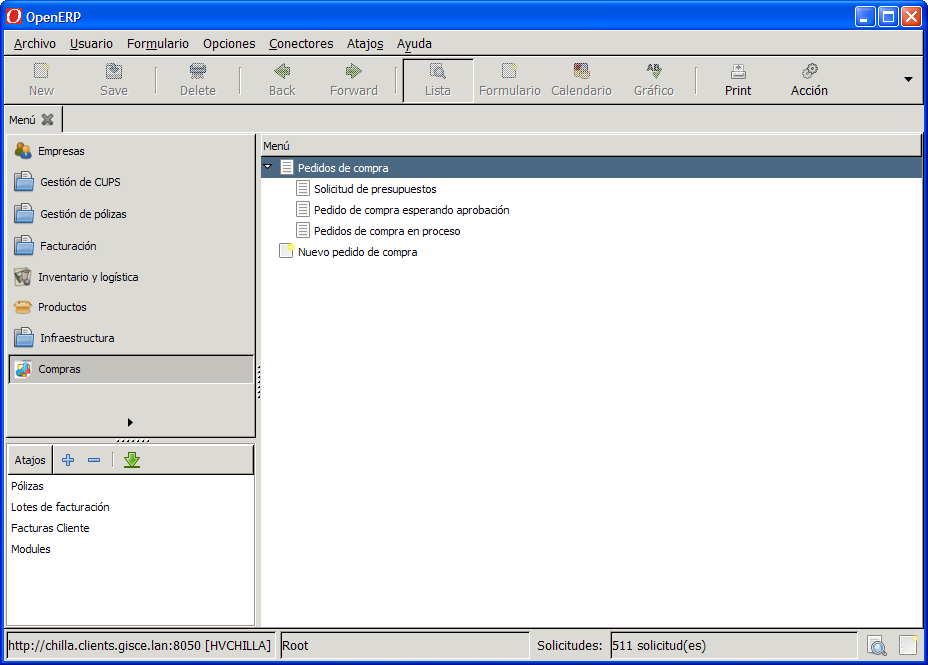 OpenERP
Archivo Usuario Formulario Opciones Conectores Atajos Ayuda
New Save Delete Back Forward Lista Formulario Calendario Gráfico Print Acción
Menú
Empresas
Gestión de CUPS
Gestión de pólizas
Facturación
Inventario y logística
Productos
Infraestructura
Compras
Atajos
Pólizas
Lotes de facturación
Facturas Cliente
Modules
Menú
Pedidos de compra
Solicitud de presupuestos
Pedido de compra esperando aprobación
Pedidos de compra en proceso
Nuevo pedido de compra
http://chilla.clients.gisce.lan:8050 [HVCHILLA] Root Solicitudes: 511 solicitud(es)